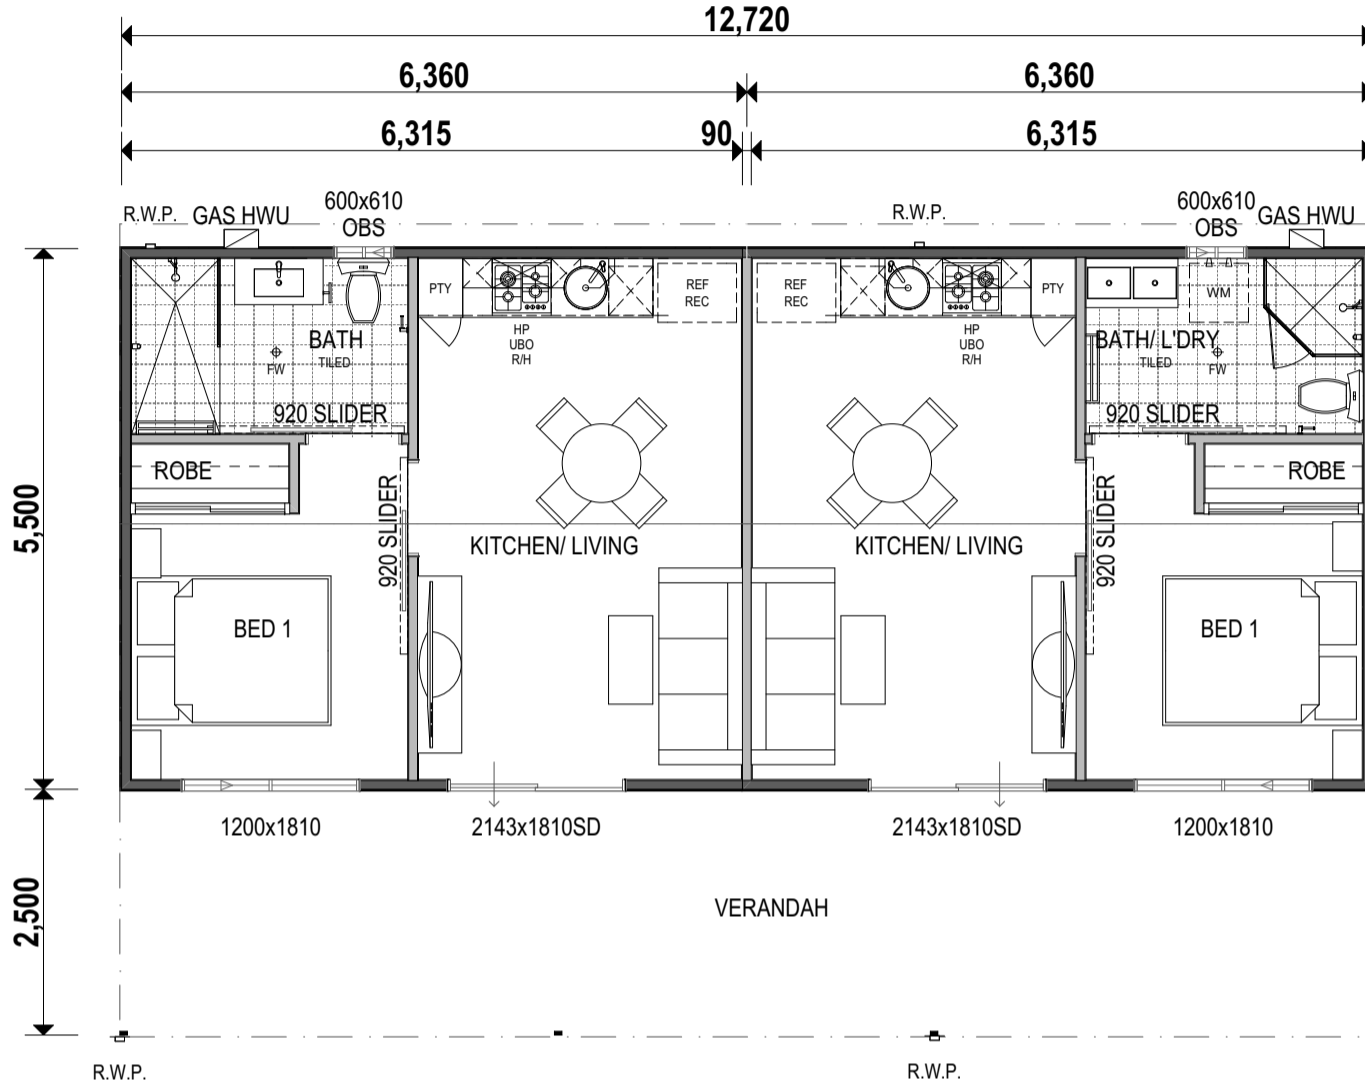 12,720
6,360
6,360
6,315
90
6,315
R.W.P.
GAS HWU
600x610
OBS
R.W.P.
600x610
OBS
GAS HWU
PTY
REF
REC
REF
REC
PTY
WM
HP
UBO
R/H
HP
UBO
R/H
BATH
TILED
FW
BATH/ L'DRY
TILED
FW
920 SLIDER
920 SLIDER
ROBE
ROBE
5,500
920 SLIDER
920 SLIDER
KITCHEN/ LIVING
KITCHEN/ LIVING
BED 1
BED 1
1200x1810
2143x1810SD
2143x1810SD
1200x1810
2,500
VERANDAH
R.W.P.
R.W.P.